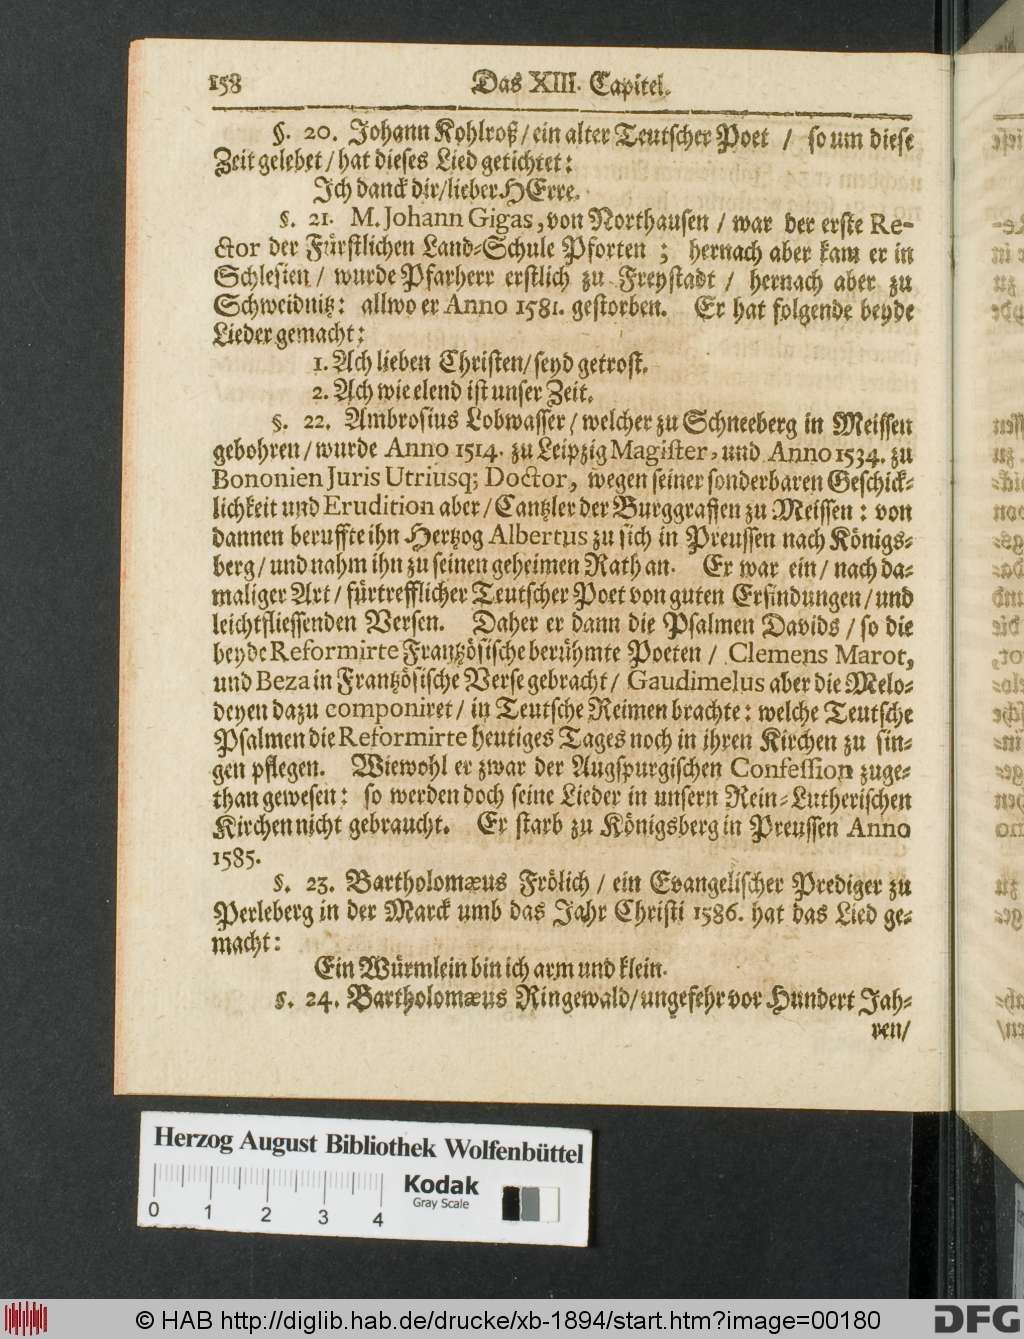 158 Das XIII. Capitel.
§. 20. Johann Kohlroß / ein alter Teutscher Poet / so um diese
Zeit gelebet / hat dieses Lied getichtet:
Ich danck dir / lieber HErre.
§. 21. M. Johann Gigas, von Northausen / war der erste Re-
ctor der Fürstlichen Land-Schule Pforten ; hernach aber kam er in
Schlesien / wurde Pfarherr erstlich zu Freystadt / hernach aber zu
Schweidnitz: allwo er Anno 1581. gestorben. Er hat folgende beyde
Lieder gemacht:
1. Ach lieben Christen / seyd getrost.
2. Ach wie elend ist unser Zeit.
§. 22. Ambrosius Lobwasser / welcher zu Schneeberg in Meissen
gebohren / wurde Anno 1514. zu Leipzig Magister, und Anno 1534. zu
Bononien Juris Utriusq; Doctor, wegen seiner sonderbaren Geschick-
lichkeit und Erudition aber / Cantzler der Burggraffen zu Meissen : von
dannen beruffte ihn Hertzog Albertus zu sich in Preussen nach Königs-
berg / und nahm ihn zu seinen geheimen Rath an. Er war ein / nach da-
maliger Art / fürtrefflicher Teutscher Poet von guten Erfindungen / und
leichtfliessenden Versen. Daher er dann die Psalmen Davids / so die
beyde Reformirte Frantzösische berühmte Poeten / Clemens Marot,
und Beza in Frantzösische Verse gebracht / Gaudimelus aber die Melo-
deyen dazu componiret / in Teutsche Reimen brachte: welche Teutsche
Psalmen die Reformirte heutiges Tages noch in ihren Kirchen zu sin-
gen pflegen. Wiewohl er zwar der Augspurgischen Confession zuge-
than gewesen: so werden doch seine Lieder in unsern Rein-Lutherischen
Kirchen nicht gebraucht. Er starb zu Königsberg in Preussen Anno
1585.
§. 23. Bartholomæus Frölich / ein Evangelischer Prediger zu
Perleberg in der Marck umb das Jahr Christi 1586. hat das Lied ge-
macht:
Ein Würmlein bin ich arm und klein.
§. 24. Bartholomæus Ringewald / ungefehr vor Hundert Jah-
ren /
Herzog August Bibliothek Wolfenbüttel
0 1 2 3 4
Kodak
Gray Scale
© HAB http://diglib.hab.de/drucke/xb-1894/start.htm?image=00180
DFG